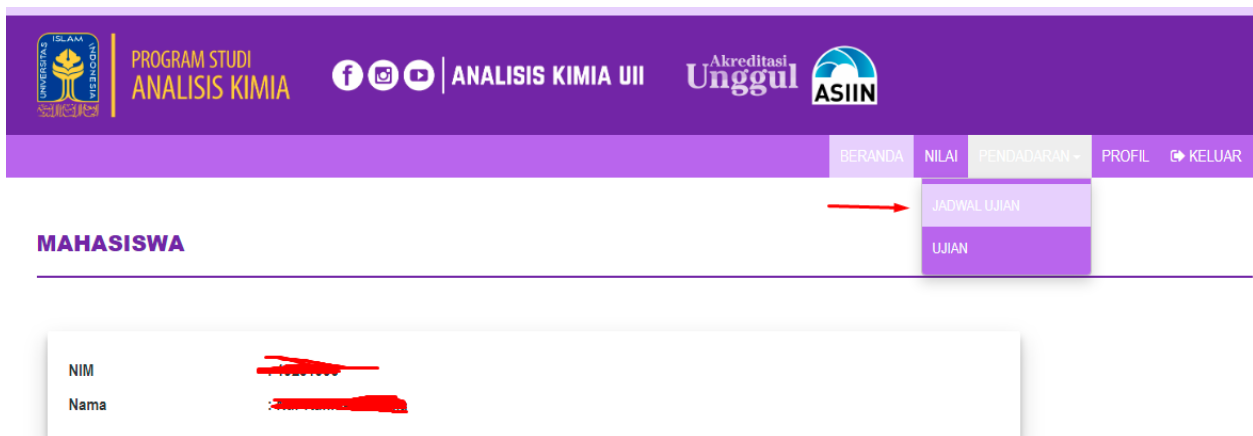 ISLAM
UNIVERSITAS
INDONESIA
PROGRAM STUDI
ANALISIS KIMIA
ANALISIS KIMIA UII
Akreditasi
Unggul
ASIIN
BERANDA NILAI PENDADARAN PROFIL KELUAR
JADWAL UJIAN
UJIAN
MAHASISWA
NIM :
Nama :